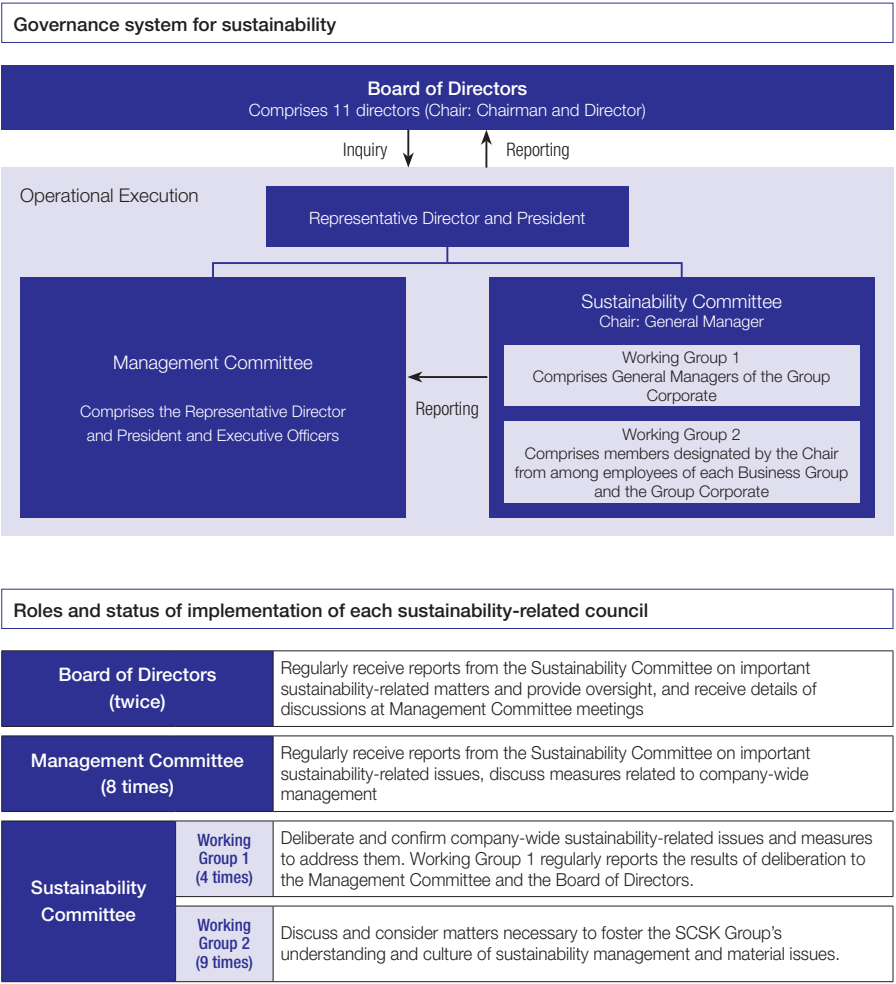 Governance system for sustainability
Board of Directors
Comprises 11 directors (Chair: Chairman and Director)
Inquiry
Reporting
Operational Execution
Representative Director and President
Management Committee
Comprises the Representative Director
and President and Executive Officers
Reporting
Sustainability Committee
Chair: General Manager
Working Group 1
Comprises General Managers of the Group
Corporate
Working Group 2
Comprises members designated by the Chair
from among employees of each Business Group
and the Group Corporate
Roles and status of implementation of each sustainability-related council
Board of Directors
(twice)
Regularly receive reports from the Sustainability Committee on important
sustainability-related matters and provide oversight, and receive details of
discussions at Management Committee meetings
Management Committee
(8 times)
Regularly receive reports from the Sustainability Committee on important
sustainability-related issues, discuss measures related to company-wide
management
Sustainability
Committee
Working
Group 1
(4 times)
Deliberate and confirm company-wide sustainability-related issues and measures
to address them. Working Group 1 regularly reports the results of deliberation to
the Management Committee and the Board of Directors.
Working
Group 2
(9 times)
Discuss and consider matters necessary to foster the SCSK Group's
understanding and culture of sustainability management and material issues.